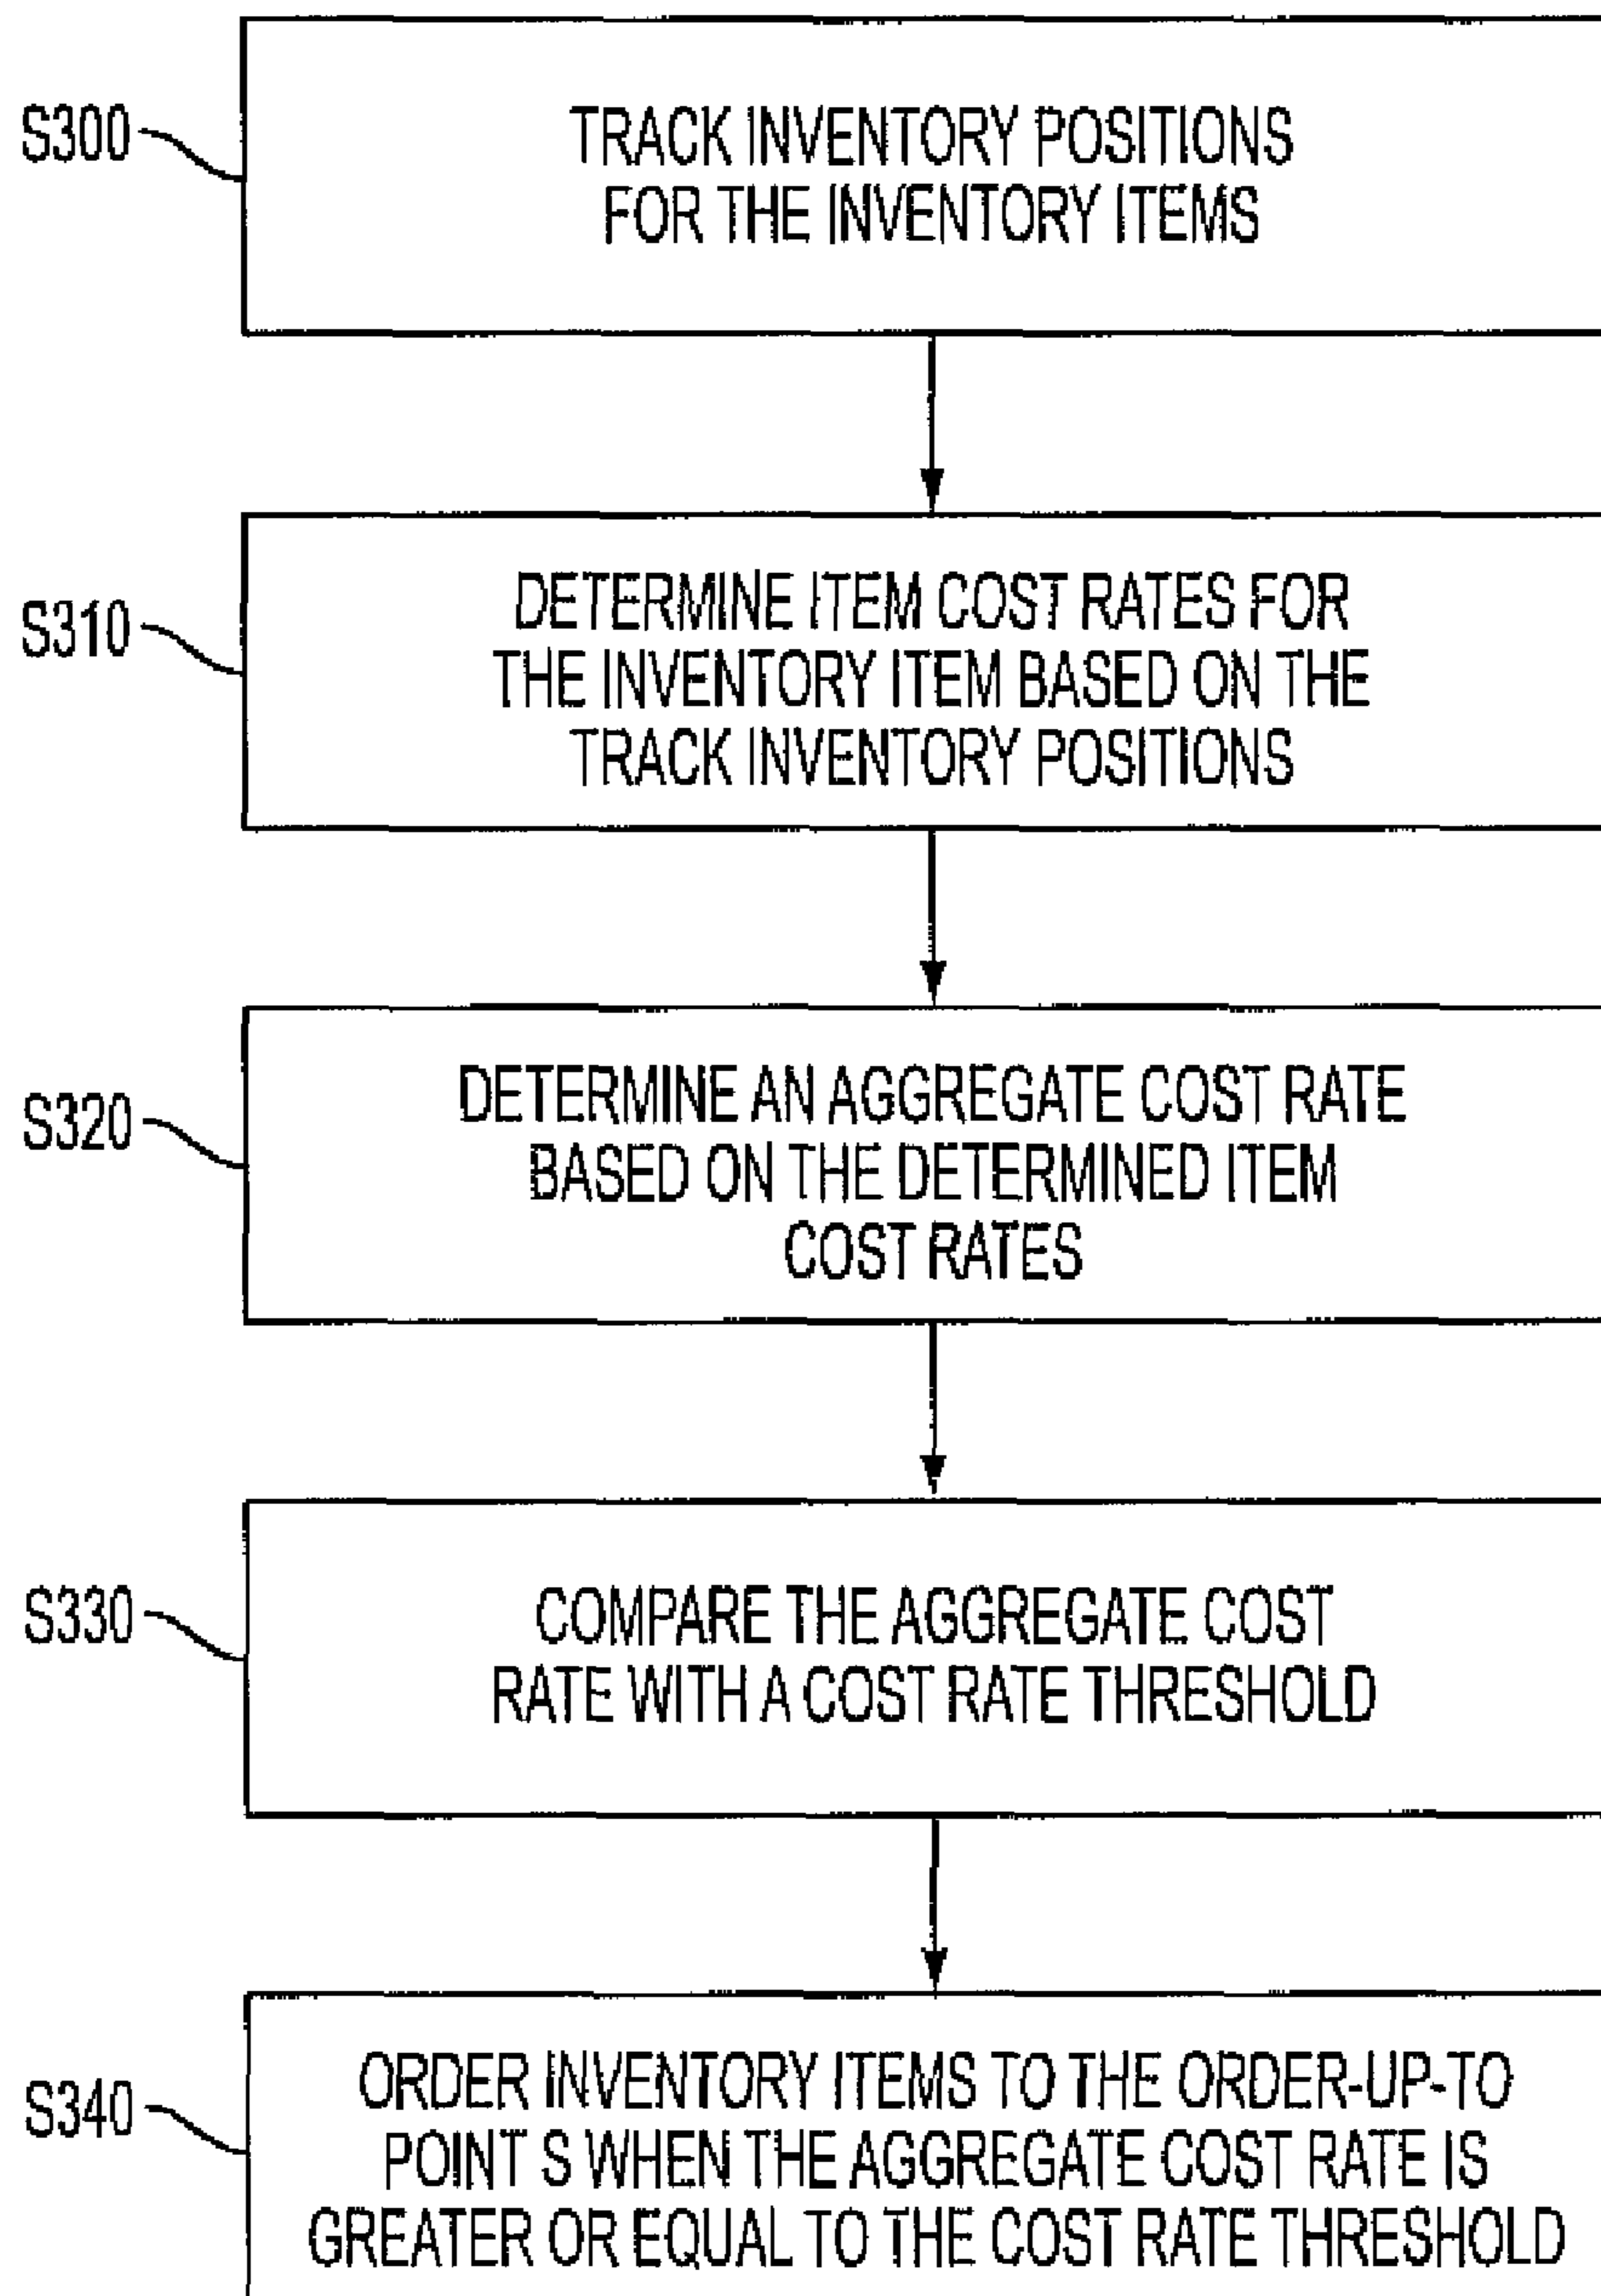 S300
TRACK INVENTORY POSITIONS
FOR THE INVENTORY ITEMS
S310
DETERMINE ITEM COST RATES FOR
THE INVENTORY ITEM BASED ON THE
TRACK INVENTORY POSITIONS
S320
DETERMINE AN AGGREGATE COST RATE
BASED ON THE DETERMINED ITEM
COST RATES
S330
COMPARE THE AGGREGATE COST
RATE WITH A COST RATE THRESHOLD
S340
ORDER INVENTORY ITEMS TO THE ORDER-UP-TO
POINT S WHEN THE AGGREGATE COST RATE IS
GREATER OR EQUAL TO THE COST RATE THRESHOLD